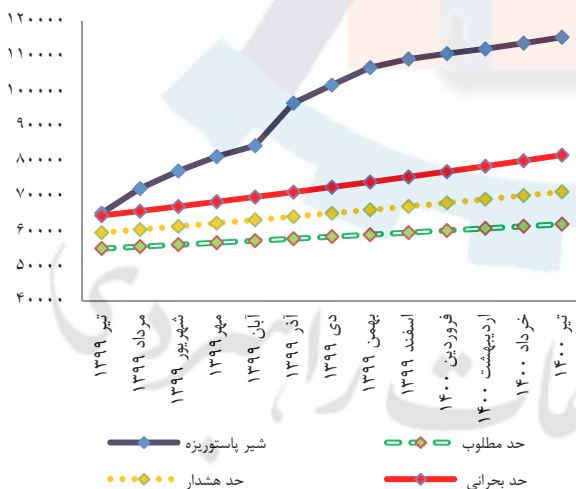 ۱۲۰۰۰۰
۱۱۰۰۰۰
۱۰۰۰۰۰
۹۰۰۰۰
۸۰۰۰۰
۷۰۰۰۰
۶۰۰۰۰
۵۰۰۰۰
۴۰۰۰۰
تیر ۱۳۹۹
مرداد ۱۳۹۹
شهریور ۱۳۹۹
مهر ۱۳۹۹
آبان ۱۳۹۹
آذر ۱۳۹۹
دی ۱۳۹۹
بهمن ۱۳۹۹
اسفند ۱۳۹۹
فروردین ۱۴۰۰
اردیبهشت ۱۴۰۰
خرداد ۱۴۰۰
تیر ۱۴۰۰
شیر پاستوریزه
حد مطلوب
حد هشدار
حد بحرانی